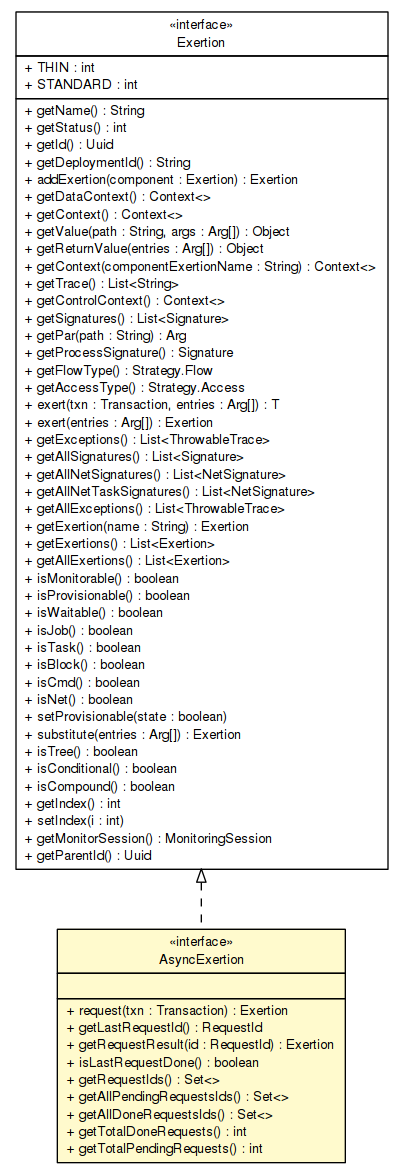 «interface»
Exertion
+ THIN : int
+ STANDARD : int
+ getName() : String
+ getStatus() : int
+ getId() : Uuid
+ getDeploymentId() : String
+ addExertion(component : Exertion) : Exertion
+ getDataContext() : Context<>
+ getContext() : Context<>
+ getValue(path : String, args : Arg[]) : Object
+ getReturnValue(entries : Arg[]) : Object
+ getContext(componentExertionName : String) : Context<>
+ getTrace() : List<String>
+ getControlContext() : Context<>
+ getSignatures() : List<Signature>
+ getPar(path : String) : Arg
+ getProcessSignature() : Signature
+ getFlowType() : Strategy.Flow
+ getAccessType() : Strategy.Access
+ exert(txn : Transaction, entries : Arg[]) : T
+ exert(entries : Arg[]) : Exertion
+ getExceptions() : List<ThrowableTrace>
+ getAllSignatures() : List<Signature>
+ getAllNetSignatures() : List<NetSignature>
+ getAllNetTaskSignatures() : List<NetSignature>
+ getAllExceptions() : List<ThrowableTrace>
+ getExertion(name : String) : Exertion
+ getExertions() : List<Exertion>
+ getAllExertions() : List<Exertion>
+ isMonitorable() : boolean
+ isProvisionable() : boolean
+ isWaitable() : boolean
+ isJob() : boolean
+ isTask() : boolean
+ isBlock() : boolean
+ isCmd() : boolean
+ isNet() : boolean
+ setProvisionable(state : boolean)
+ substitute(entries : Arg[]) : Exertion
+ isTree() : boolean
+ isConditional() : boolean
+ isCompound() : boolean
+ getIndex() : int
+ setIndex(i : int)
+ getMonitorSession() : MonitoringSession
+ getParentId() : Uuid
«interface»
AsyncExertion
+ request(txn : Transaction) : Exertion
+ getLastRequestId() : RequestId
+ getRequestResult(id : RequestId) : Exertion
+ isLastRequestDone() : boolean
+ getRequestIds() : Set<>
+ getAllPendingRequestsIds() : Set<>
+ getAllDoneRequestsIds() : Set<>
+ getTotalDoneRequests() : int
+ getTotalPendingRequests() : int